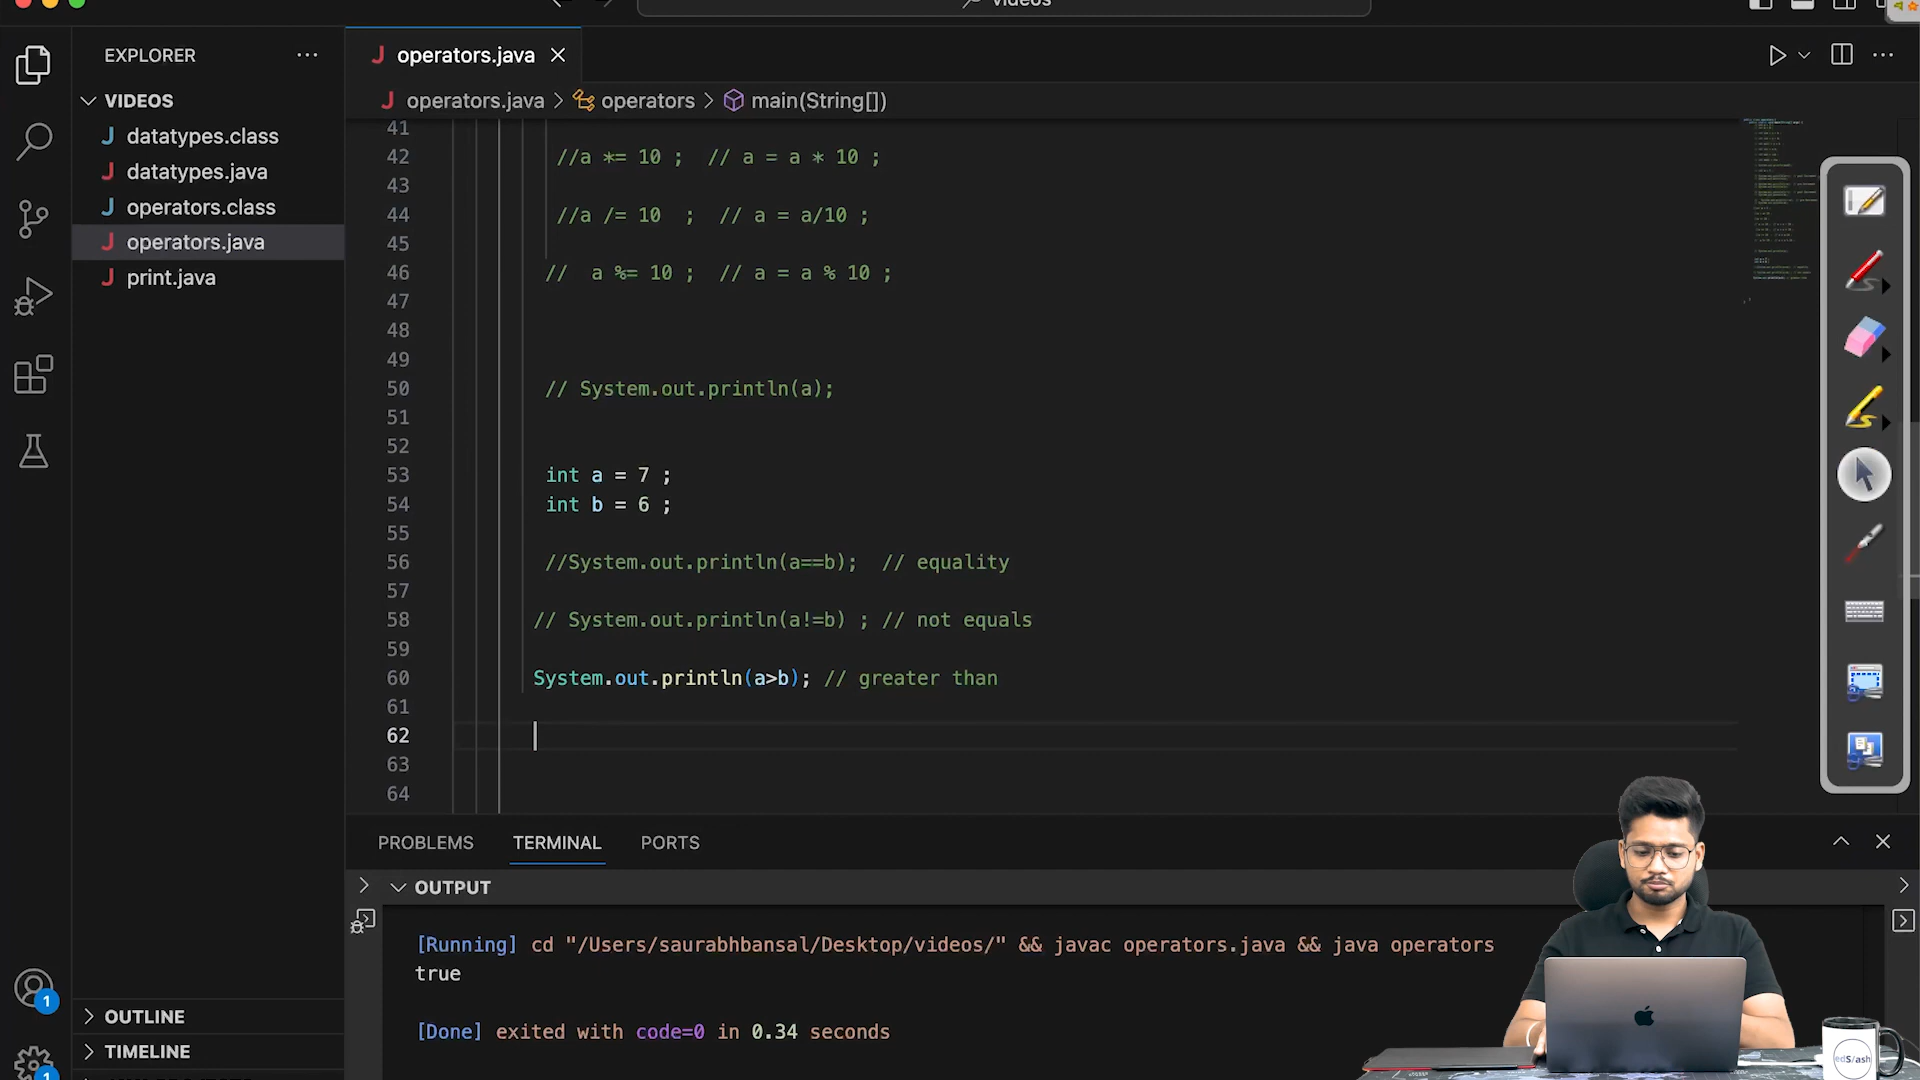 videos
EXPLORER
operators.java
VIDEOS
operators.java
operators
main(String[])
datatypes.class
datatypes.java
operators.class
operators.java
print.java
41
42 //a *= 10 ;  // a = a * 10 ;
43
44 //a /= 10  ;  // a = a/10 ;
45
46 //  a %= 10 ;  // a = a % 10 ;
47
48
49
50 // System.out.println(a);
51
52
53 int a = 7 ;
54 int b = 6 ;
55
56 //System.out.println(a==b);  // equality
57
58 // System.out.println(a!=b) ; // not equals
59
60 System.out.println(a>b); // greater than
61
62
63
64
PROBLEMS TERMINAL PORTS
OUTPUT
[Running] cd "/Users/saurabhbansal/Desktop/videos/" && javac operators.java && java operators
true
[Done] exited with code=0 in 0.34 seconds
1
OUTLINE
TIMELINE
1
edSlash